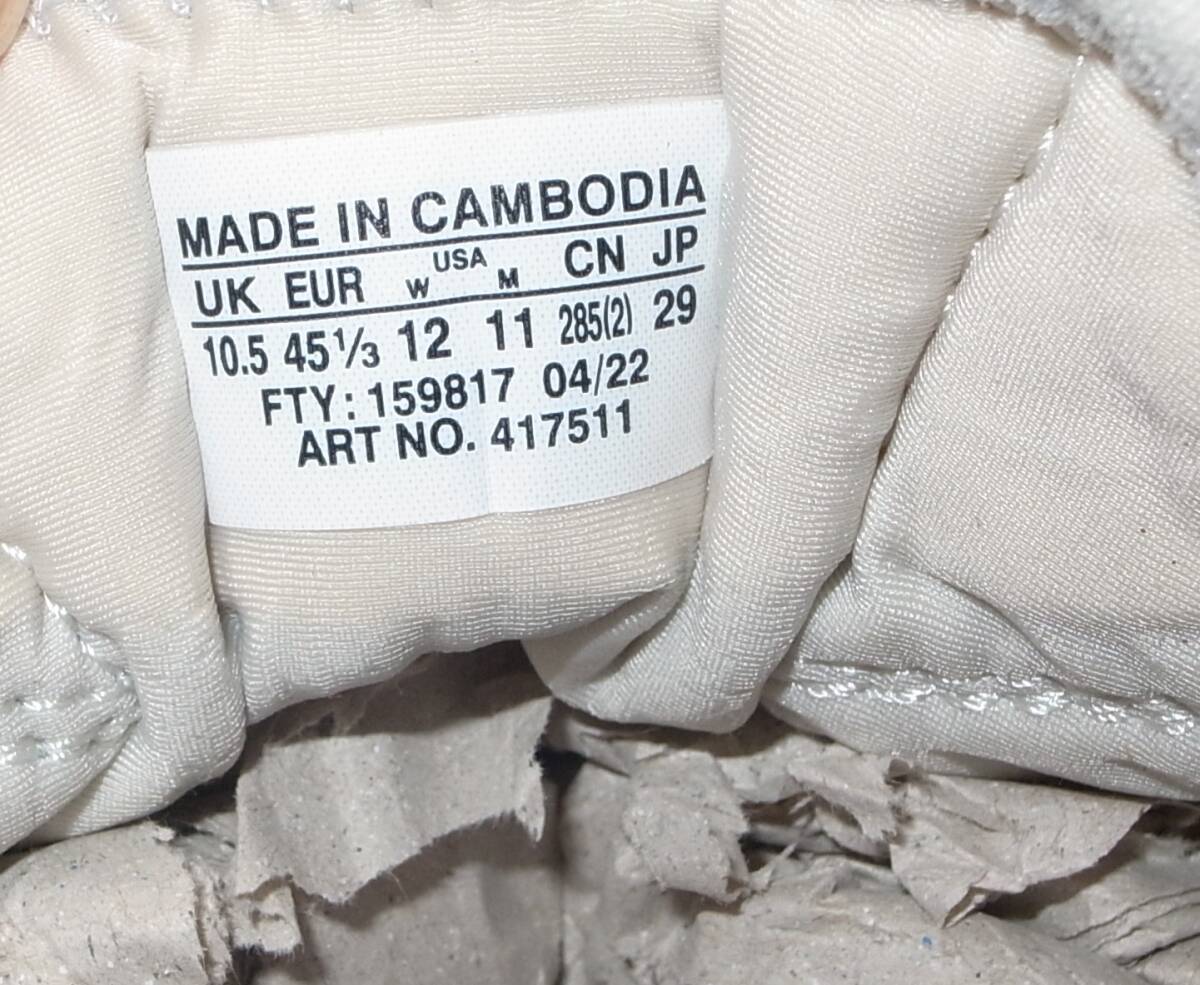 MADE IN CAMBODIA
UK EUR W USA M CN JP
10.5 45⅓ 12 11 285(2) 29
FTY: 159817 04/22
ART NO. 417511